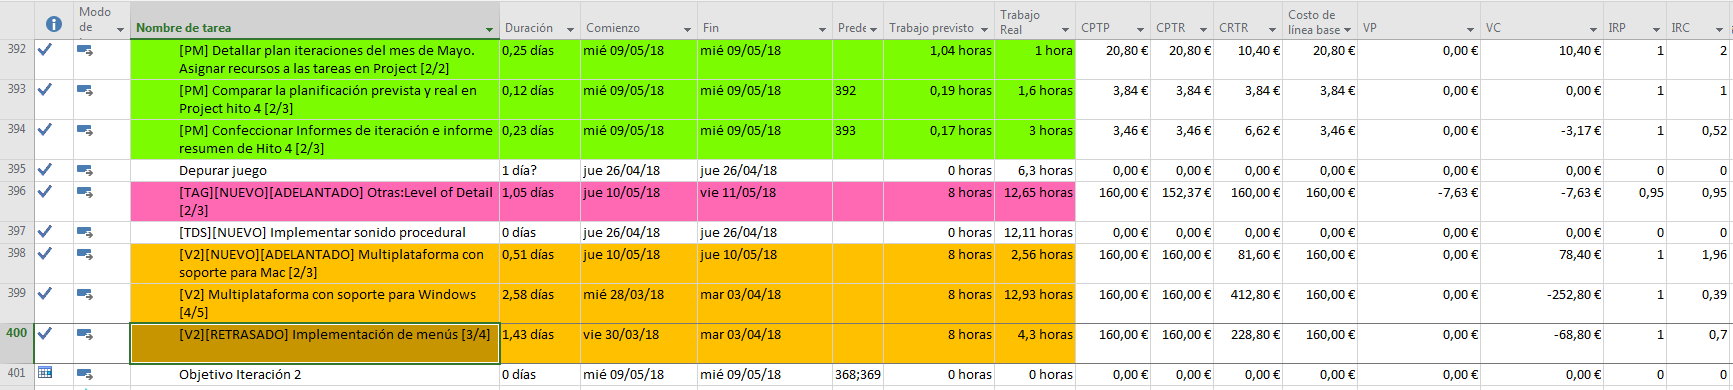 Modo de Nombre de tarea Duración Comienzo Fin Prede Trabajo previsto Trabajo Real CPTP CPTR CRTR Costo de línea base VP VC IRP IRC
392 [PM] Detallar plan iteraciones del mes de Mayo. 0,25 días mié 09/05/18 mié 09/05/18 1,04 horas 1 hora 20,80 € 20,80 € 10,40 € 20,80 € 0,00 € 10,40 € 1 2
Asignar recursos a las tareas en Project [2/2]
393 [PM] Comparar la planificación prevista y real en 0,12 días mié 09/05/18 mié 09/05/18 392 0,19 horas 1,6 horas 3,84 € 3,84 € 3,84 € 3,84 € 0,00 € 0,00 € 1 1
Project hito 4 [2/3]
394 [PM] Confeccionar Informes de iteración e informe 0,23 días mié 09/05/18 mié 09/05/18 393 0,17 horas 3 horas 3,46 € 3,46 € 6,62 € 3,46 € 0,00 € -3,17 € 1 0,52
resumen de Hito 4 [2/3]
395 Depurar juego 1 día? jue 26/04/18 jue 26/04/18 0 horas 6,3 horas 0,00 € 0,00 € 0,00 € 0,00 € 0,00 € 0,00 € 0 0
396 [TAG][NUEVO][ADELANTADO] Otras:Level of Detail 1,05 días jue 10/05/18 vie 11/05/18 8 horas 12,65 horas 160,00 € 152,37 € 160,00 € 160,00 € -7,63 € -7,63 € 0,95 0,95
[2/3]
397 [TDS][NUEVO] Implementar sonido procedural 0 días jue 26/04/18 jue 26/04/18 0 horas 12,11 horas 0,00 € 0,00 € 0,00 € 0,00 € 0,00 € 0,00 € 0 0
398 [V2][NUEVO][ADELANTADO] Multiplataforma con 0,51 días jue 10/05/18 jue 10/05/18 8 horas 2,56 horas 160,00 € 160,00 € 81,60 € 160,00 € 0,00 € 78,40 € 1 1,96
soporte para Mac [2/3]
399 [V2] Multiplataforma con soporte para Windows 2,58 días mié 28/03/18 mar 03/04/18 8 horas 12,93 horas 160,00 € 160,00 € 412,80 € 160,00 € 0,00 € -252,80 € 1 0,39
[4/5]
400 [V2][RETRASADO] Implementación de menús [3/4] 1,43 días vie 30/03/18 mar 03/04/18 8 horas 4,3 horas 160,00 € 160,00 € 228,80 € 160,00 € 0,00 € -68,80 € 1 0,7
401 Objetivo Iteración 2 0 días mié 09/05/18 mié 09/05/18 368;369 0 horas 0 horas 0,00 € 0,00 € 0,00 € 0,00 € 0,00 € 0,00 € 0 0